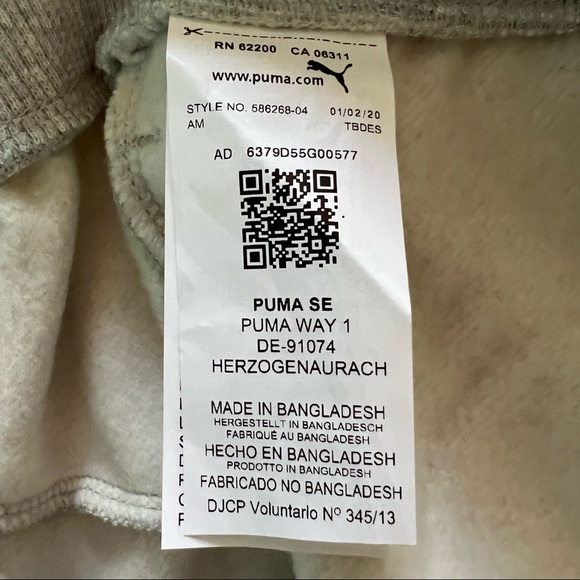 RN 62200 CA 06311
www.puma.com
STYLE NO. 586268-04 01/02/20
AM TBDES
AD 6379D55G00577
PUMA SE
PUMA WAY 1
DE-91074
HERZOGENAURACH
MADE IN BANGLADESH
HERGESTELLT IN BANGLADESCH
FABRIQUÉ AU BANGLADESH
HECHO EN BANGLADESH
PRODOTTO IN BANGLADESH
FABRICADO NO BANGLADESH
DJCP Voluntario Nº 345/13